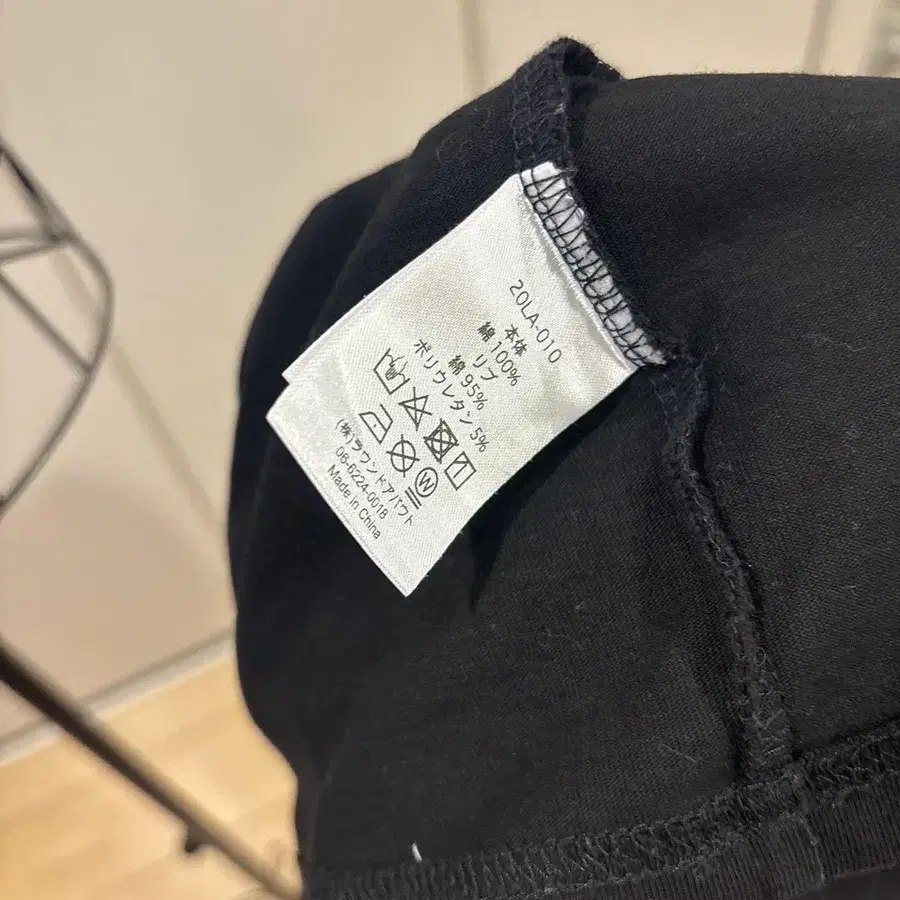 20LA-010
本体
綿 100%
リブ
綿 95%
ポリウレタン 5%
W
(株)ラウンドアバウト
06-6224-0018
Made in China